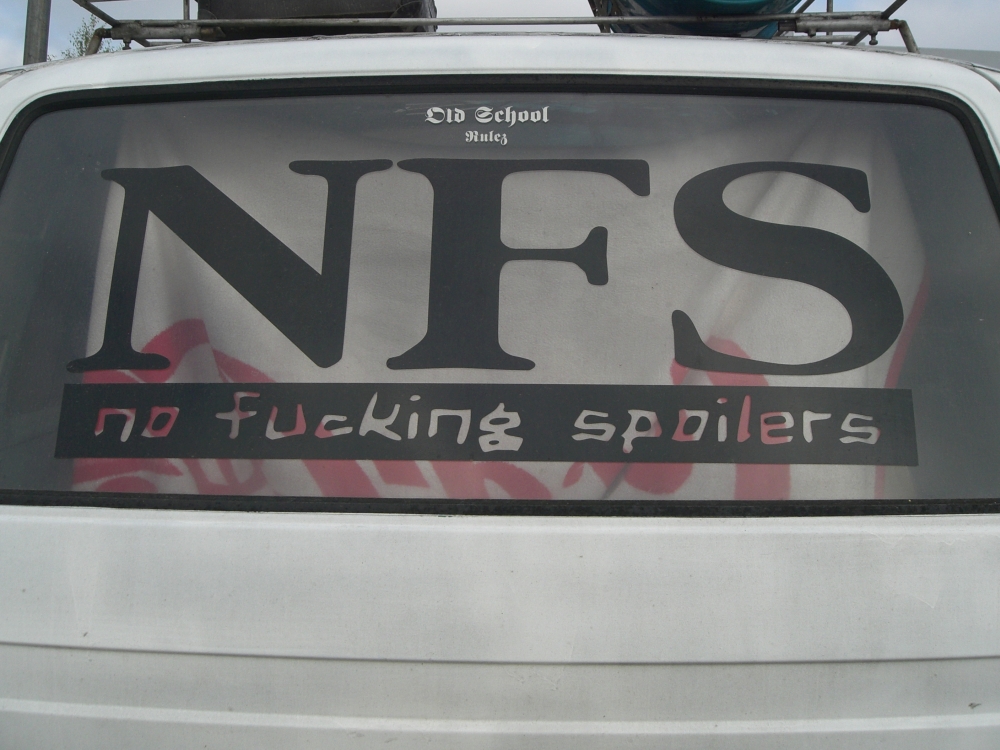 Old School
Rulez
NFS
no fucking spoilers